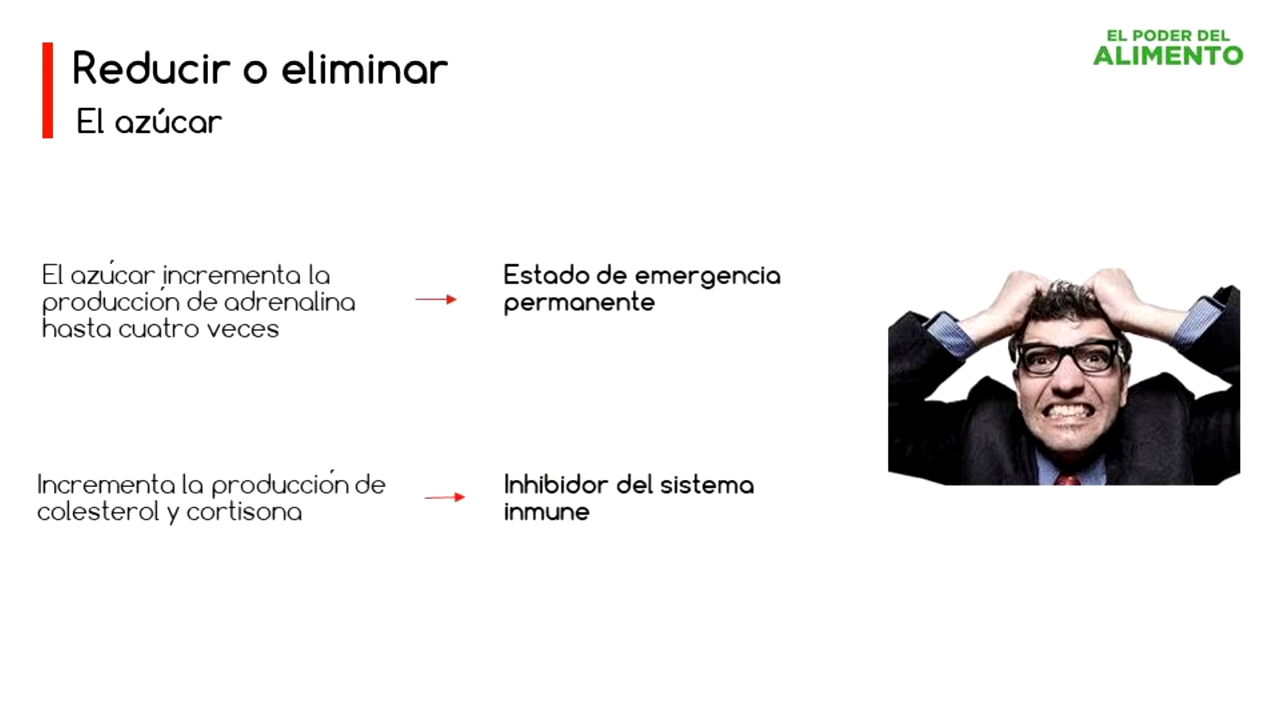 Reducir o eliminar
El azúcar
EL PODER DEL
ALIMENTO
El azúcar incrementa la
producción de adrenalina
hasta cuatro veces
Estado de emergencia
permanente
Incrementa la producción de
colesterol y cortisona
Inhibidor del sistema
inmune